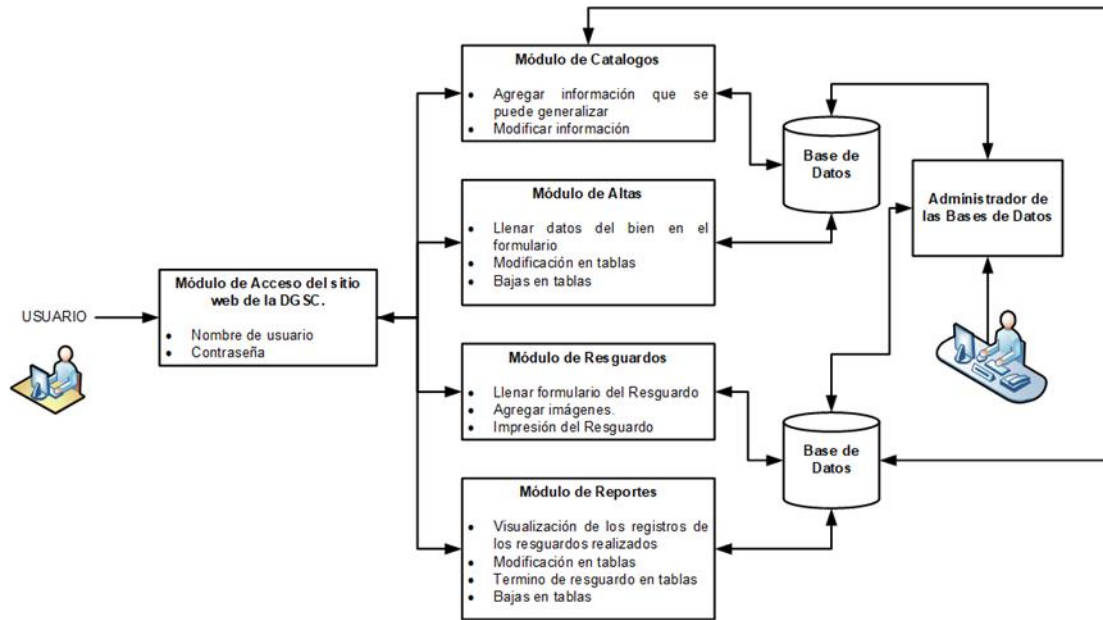 Módulo de Catalogos
• Agregar información que se
puede generalizar
• Modificar información
Base de
Datos
Módulo de Altas
• Llenar datos del bien en el
formulario
• Modificación en tablas
• Bajas en tablas
Administrador de
las Bases de Datos
USUARIO
Módulo de Acceso del sitio
web de la DGSC.
• Nombre de usuario
• Contraseña
Módulo de Resguardos
• Llenar formulario del Resguardo
• Agregar imágenes.
• Impresión del Resguardo
Base de
Datos
Módulo de Reportes
• Visualización de los registros de
los resguardos realizados
• Modificación en tablas
• Termino de resguardo en tablas
• Bajas en tablas